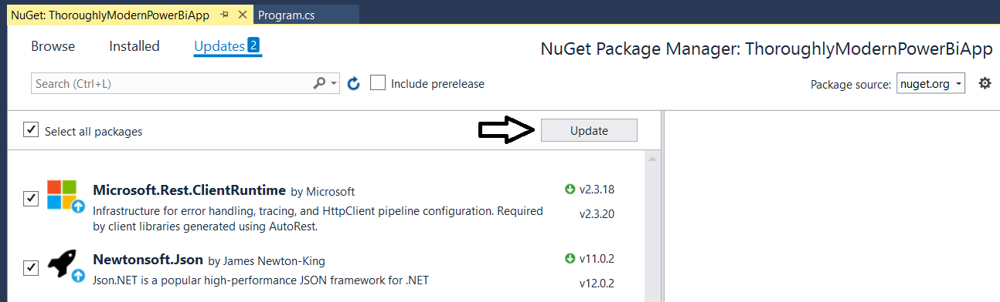 NuGet: ThoroughlyModernPowerBiApp
Program.cs
Browse
Installed
Updates 2
NuGet Package Manager: ThoroughlyModernPowerBiApp
Search (Ctrl+L)
Include prerelease
Package source: nuget.org
Select all packages
Update
Microsoft.Rest.ClientRuntime by Microsoft
v2.3.18
Infrastructure for error handling, tracing, and HttpClient pipeline configuration. Required
v2.3.20
by client libraries generated using AutoRest.
Newtonsoft.Json by James Newton-King
v11.0.2
Json.NET is a popular high-performance JSON framework for .NET
v12.0.2